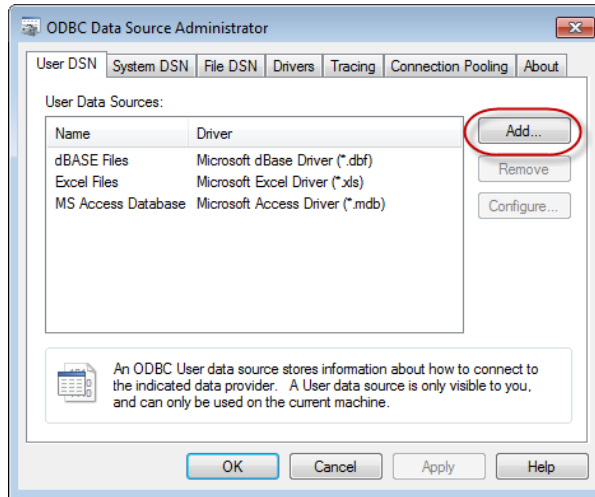 ODBC Data Source Administrator
User DSN System DSN File DSN Drivers Tracing Connection Pooling About
User Data Sources:
Name Driver
dBASE Files Microsoft dBase Driver (*.dbf)
Excel Files Microsoft Excel Driver (*.xls)
MS Access Database Microsoft Access Driver (*.mdb)
Add...
Remove
Configure...
An ODBC User data source stores information about how to connect to
the indicated data provider. A User data source is only visible to you,
and can only be used on the current machine.
OK Cancel Apply Help